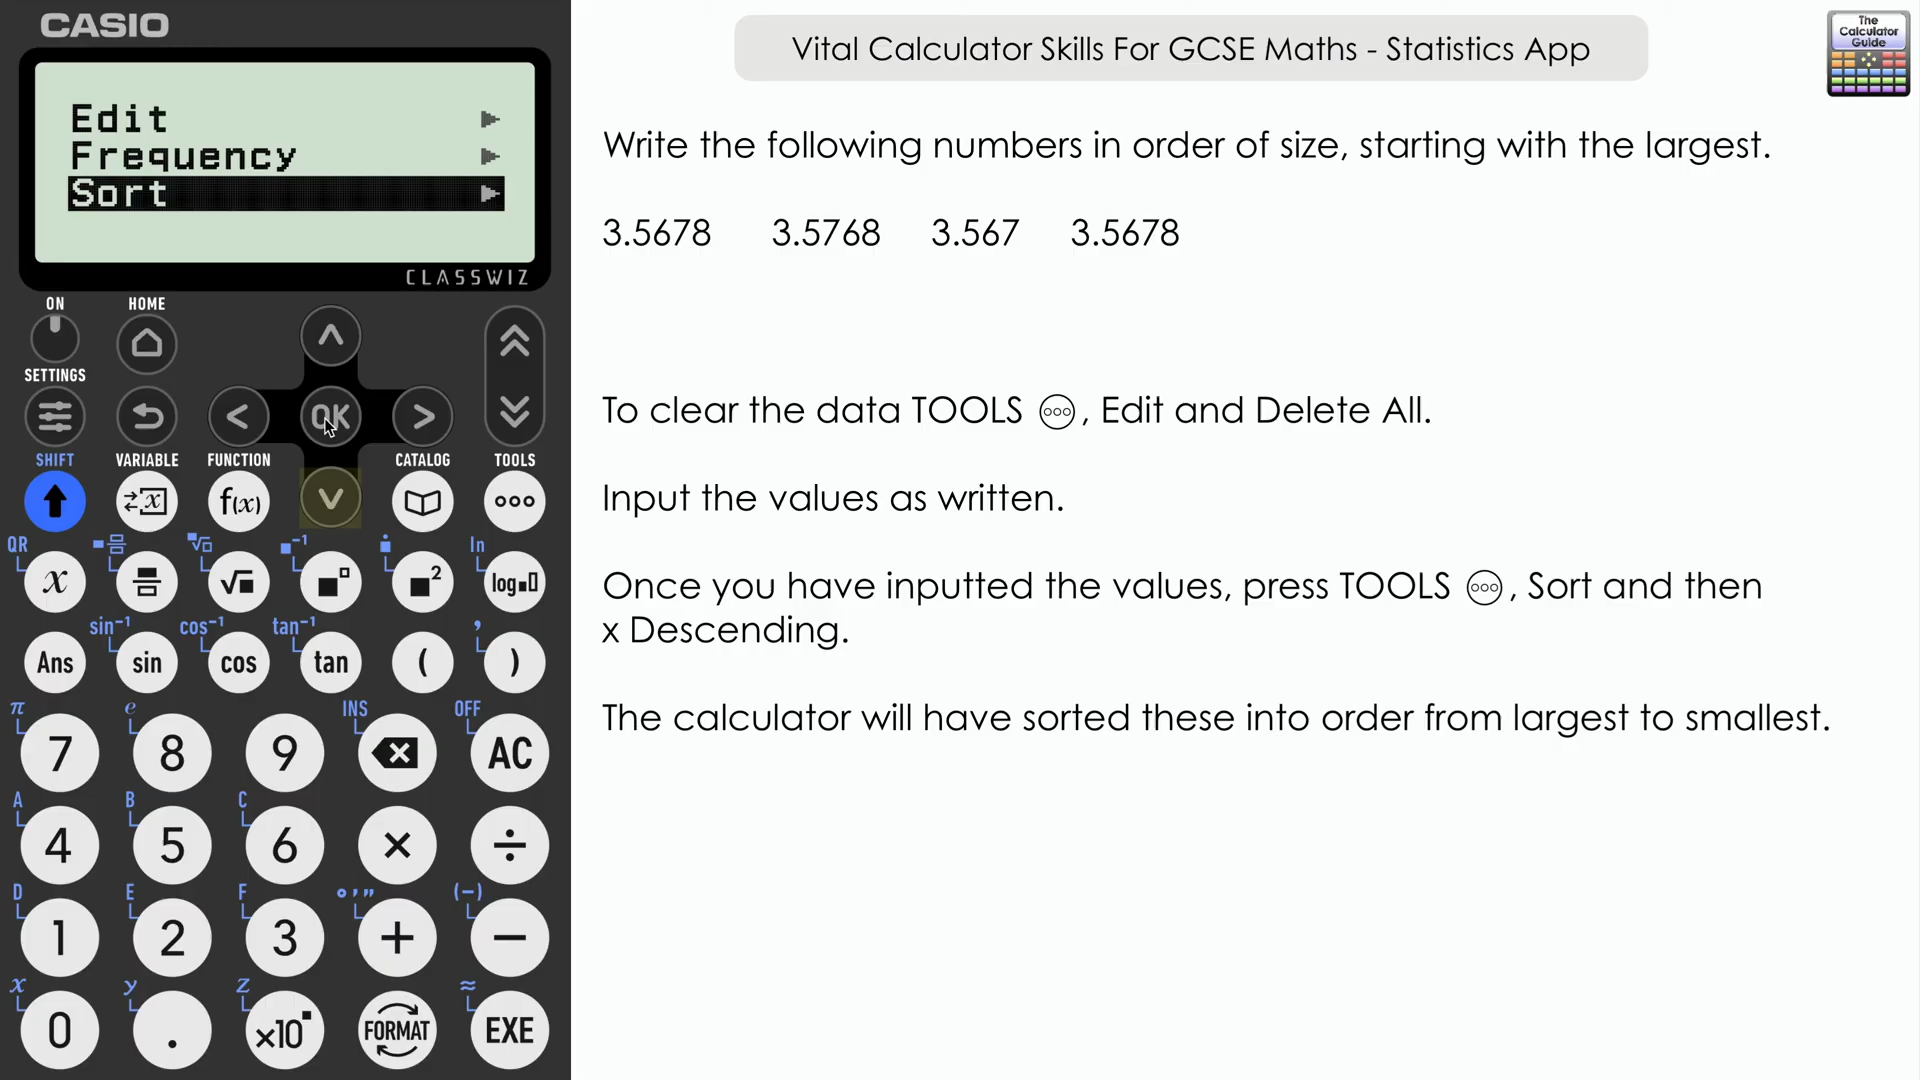 CASIO
Edit
Frequency
Sort
CLASSWIZ
ON HOME
SETTINGS
OK
SHIFT VARIABLE FUNCTION CATALOG TOOLS
x f(x)
QR √ -1 ln
x √ 2 log
sin⁻¹ cos⁻¹ tan⁻¹ ,
Ans sin cos tan ( )
π e INS OFF
7 8 9 AC
A B C
4 5 6 × ÷
D E F ° ′ ″ (−)
1 2 3 + −
x y z ≈
0 . ×10 FORMAT EXE
Vital Calculator Skills For GCSE Maths - Statistics App
The
Calculator
Guide
Write the following numbers in order of size, starting with the largest.
3.5678 3.5768 3.567 3.5678
To clear the data TOOLS , Edit and Delete All.
Input the values as written.
Once you have inputted the values, press TOOLS , Sort and then
x Descending.
The calculator will have sorted these into order from largest to smallest.